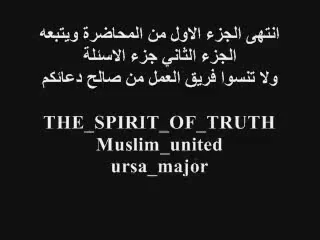 انتهى الجزء الاول من المحاضرة ويتبعه
الجزء الثاني جزء الاسئلة
ولا تنسوا فريق العمل من صالح دعائكم
THE_SPIRIT_OF_TRUTH
Muslim_united
ursa_major